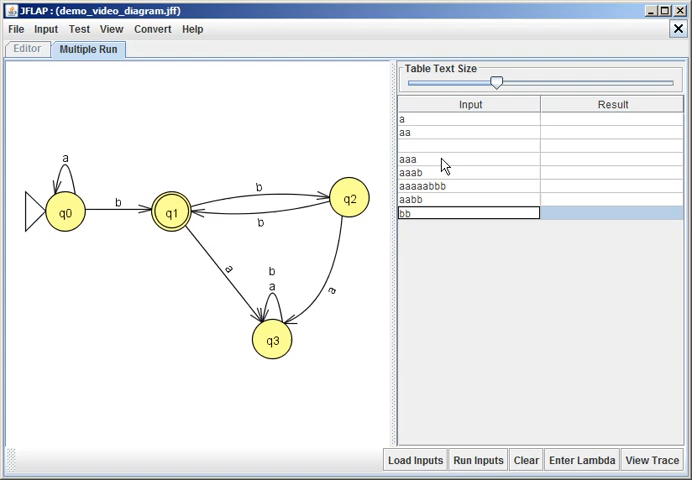 JFLAP : (demo_video_diagram.jff)
File Input Test View Convert Help
Editor Multiple Run
Table Text Size
Input Result
a
aa
aaa
aaab
aaaaabbb
aabb
bb
a
b
b
b
q0
q1
q2
a
b
a
a
q3
Load Inputs Run Inputs Clear Enter Lambda View Trace